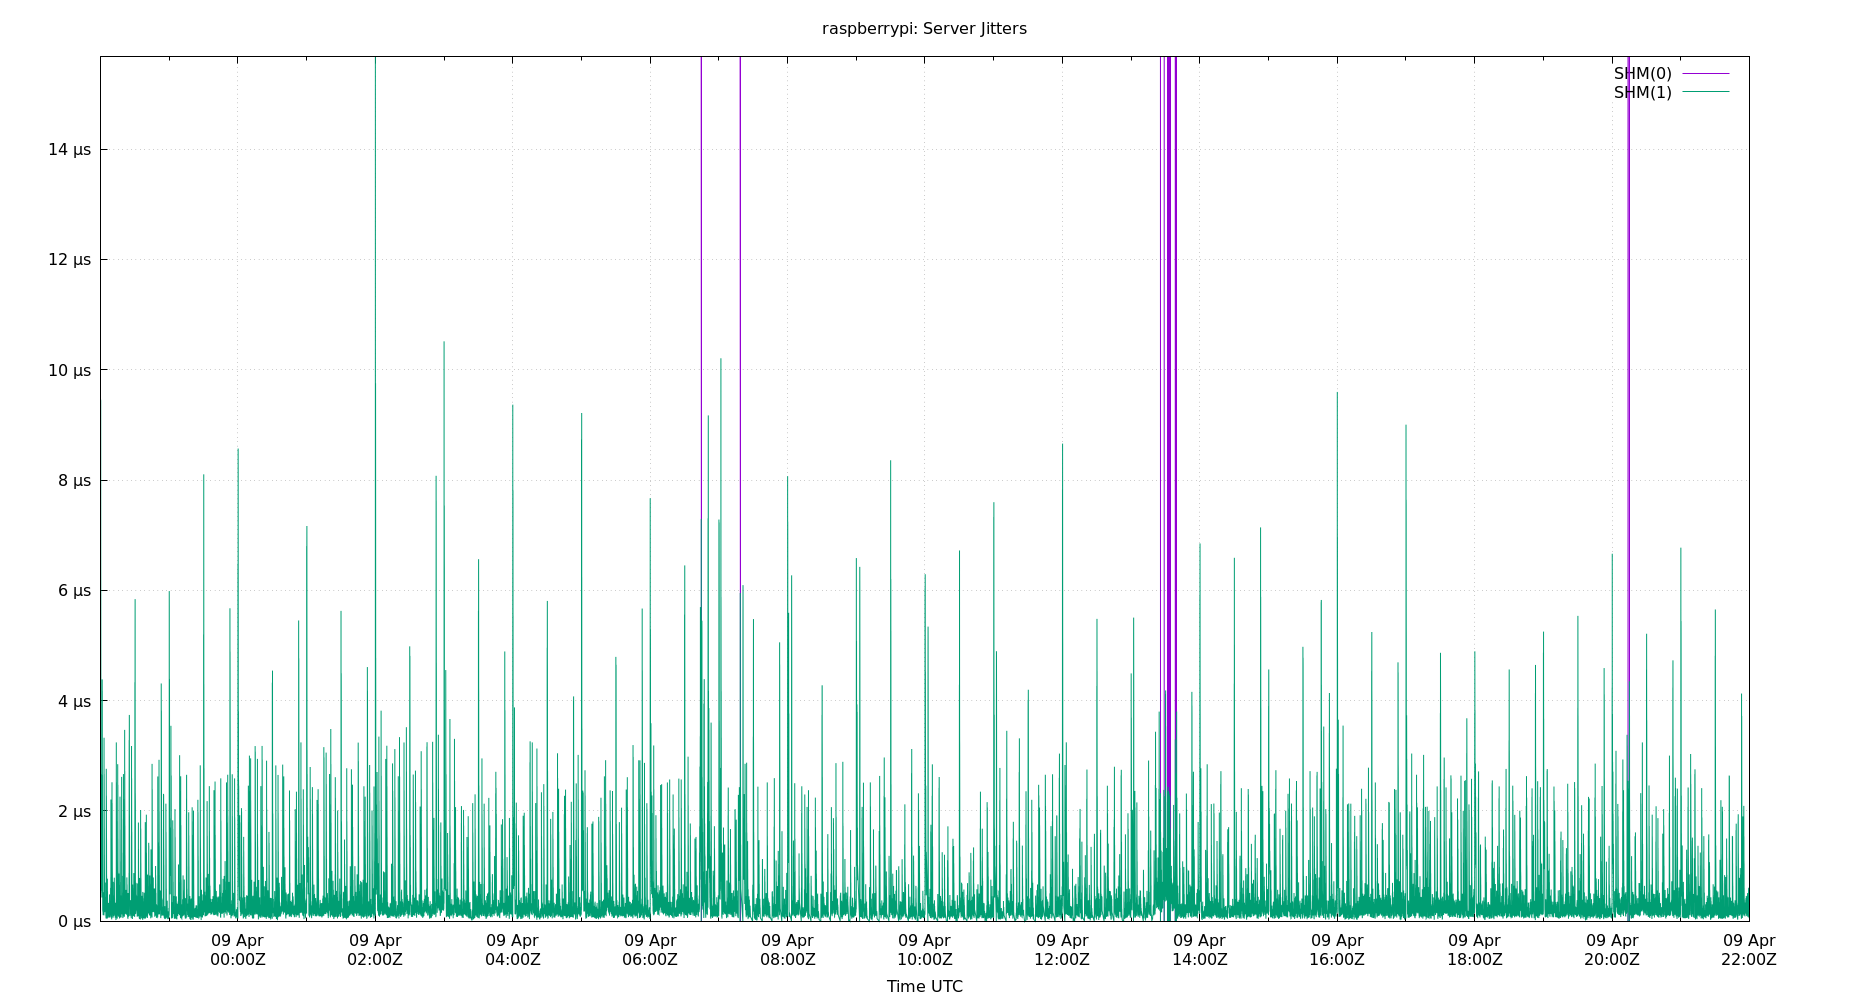 raspberrypi: Server Jitters
SHM(0)
SHM(1)
14 µs
12 µs
10 µs
8 µs
6 µs
4 µs
2 µs
0 µs
09 Apr 09 Apr 09 Apr 09 Apr 09 Apr 09 Apr 09 Apr 09 Apr 09 Apr 09 Apr 09 Apr 09 Apr
00:00Z 02:00Z 04:00Z 06:00Z 08:00Z 10:00Z 12:00Z 14:00Z 16:00Z 18:00Z 20:00Z 22:00Z
Time UTC